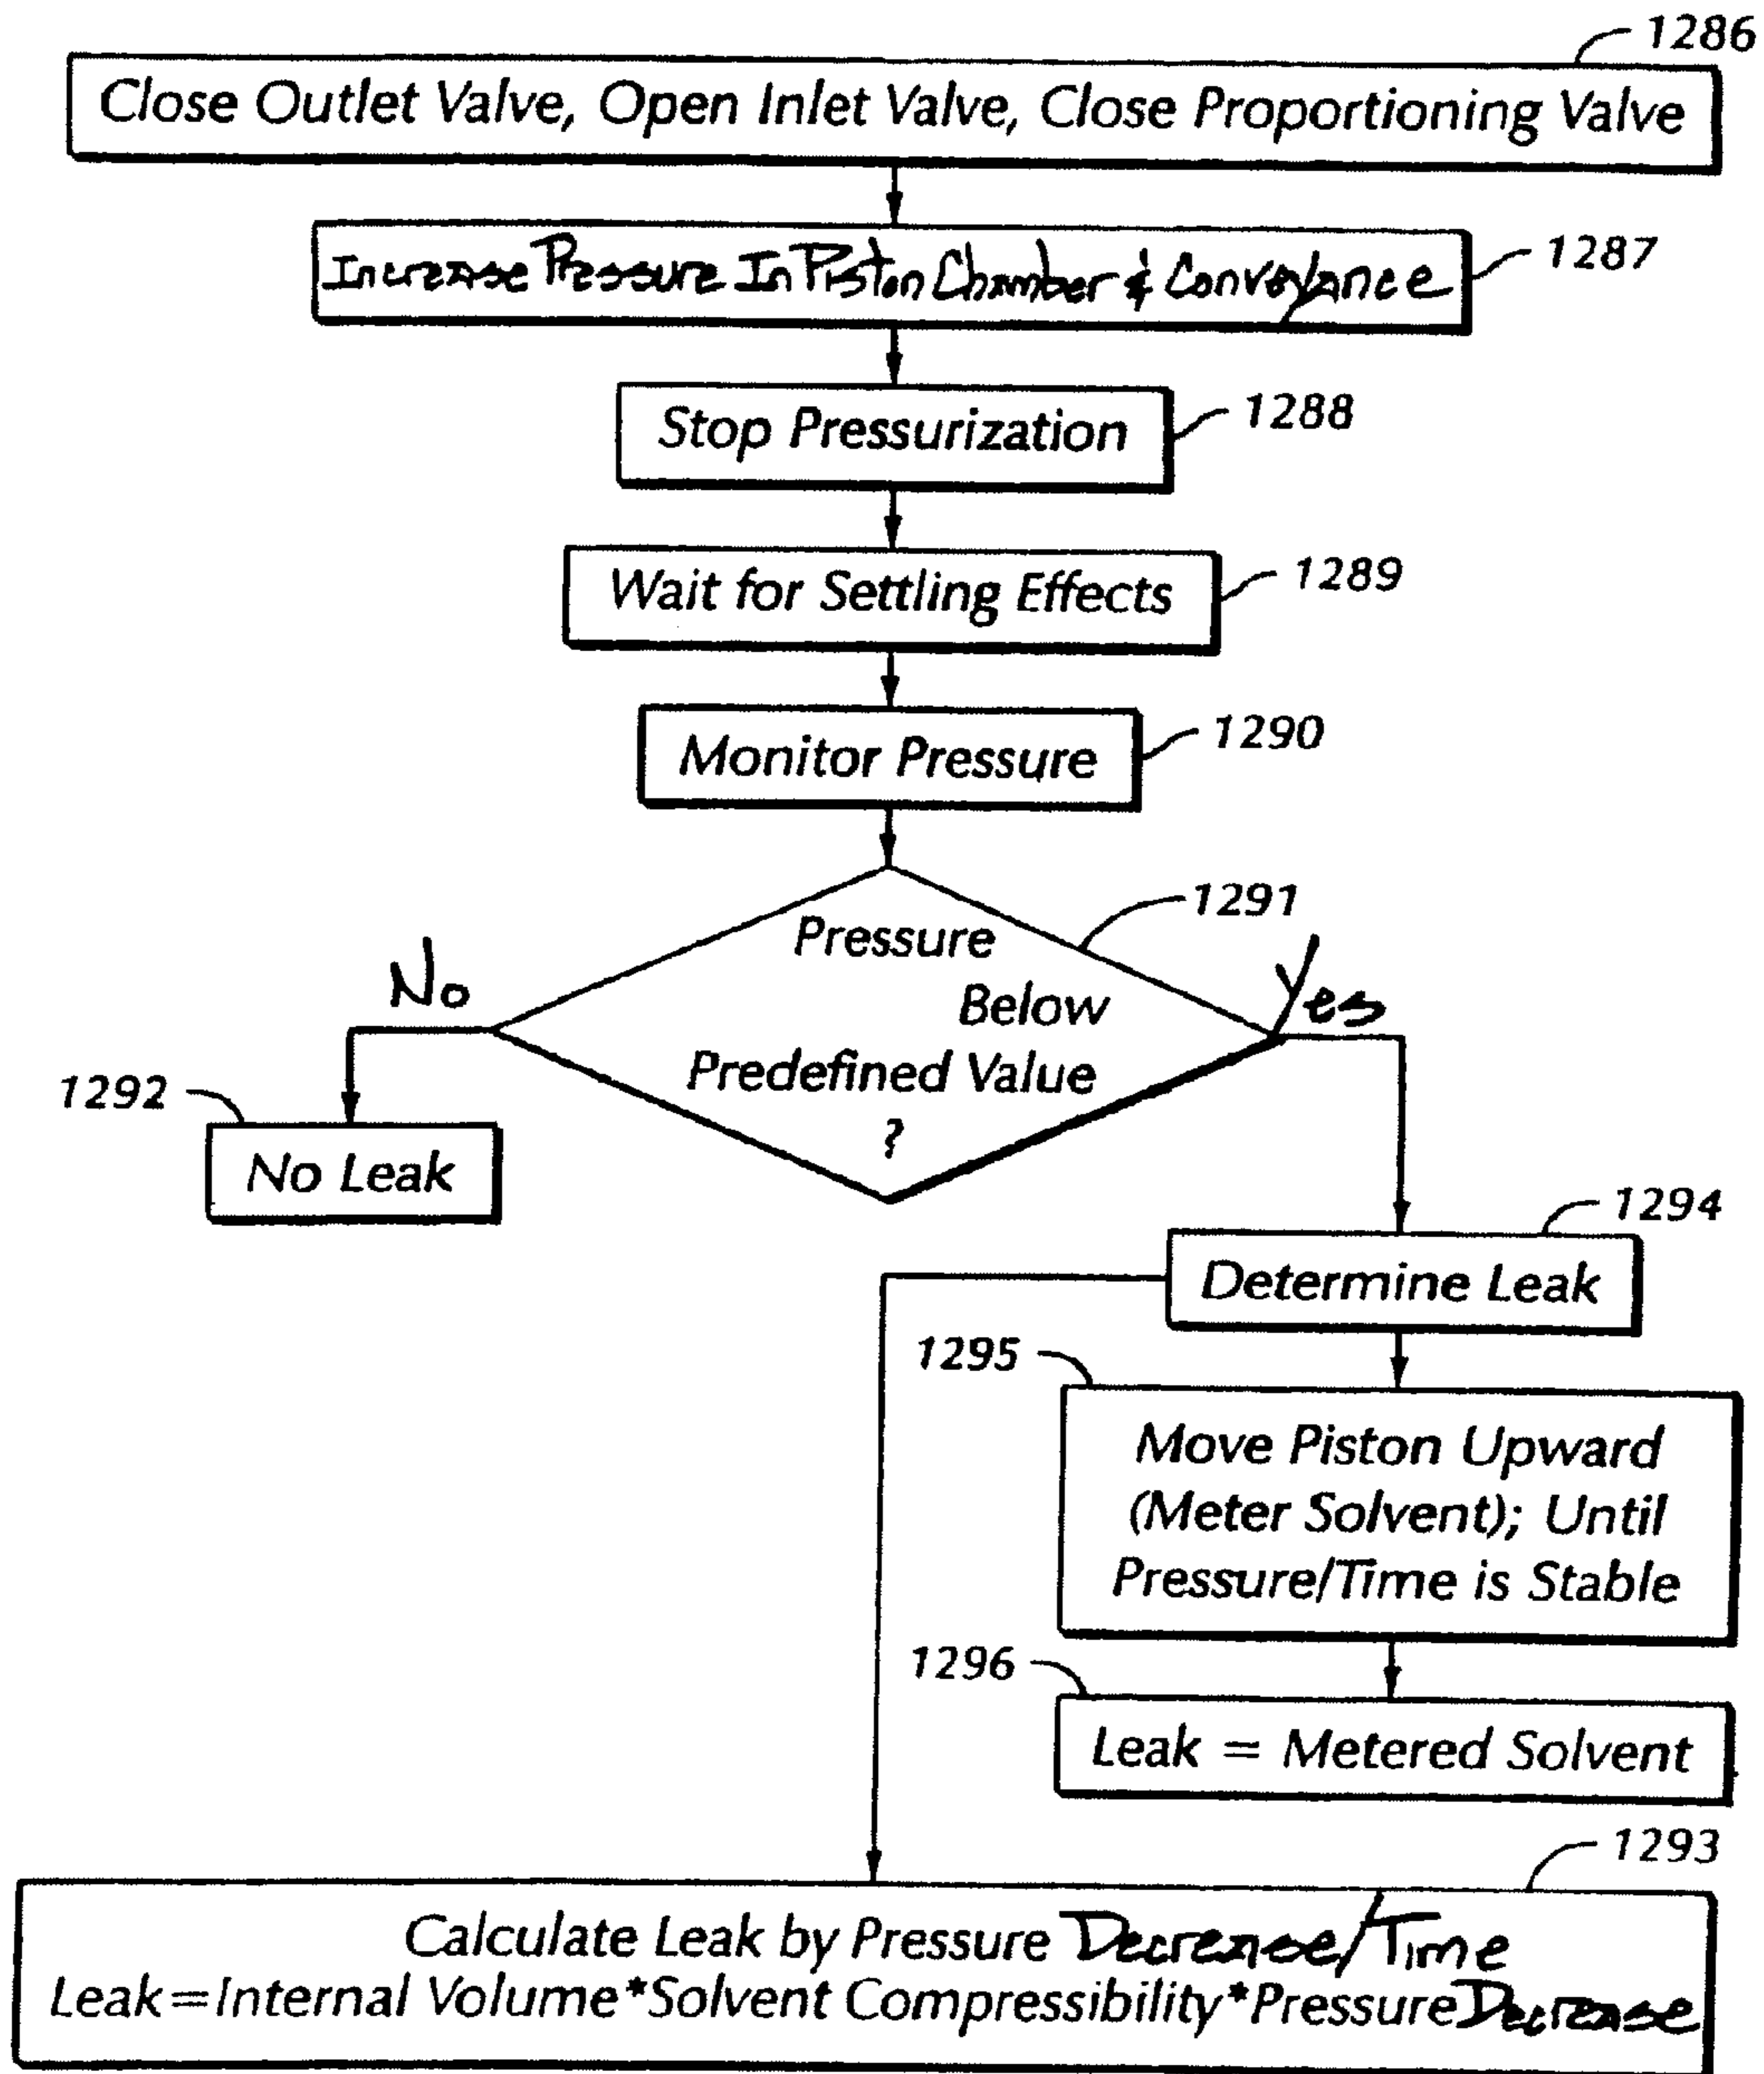 1286
Close Outlet Valve, Open Inlet Valve, Close Proportioning Valve
Increase Pressure In Piston Chamber & Conveyance
1287
Stop Pressurization
1288
Wait for Settling Effects
1289
Monitor Pressure
1290
1291
Pressure
Below
Predefined Value
?
No
Yes
1292
No Leak
1294
Determine Leak
1295
Move Piston Upward
(Meter Solvent); Until
Pressure/Time is Stable
1296
Leak = Metered Solvent
1293
Calculate Leak by Pressure Decrease/Time
Leak=Internal Volume*Solvent Compressibility*Pressure Decrease